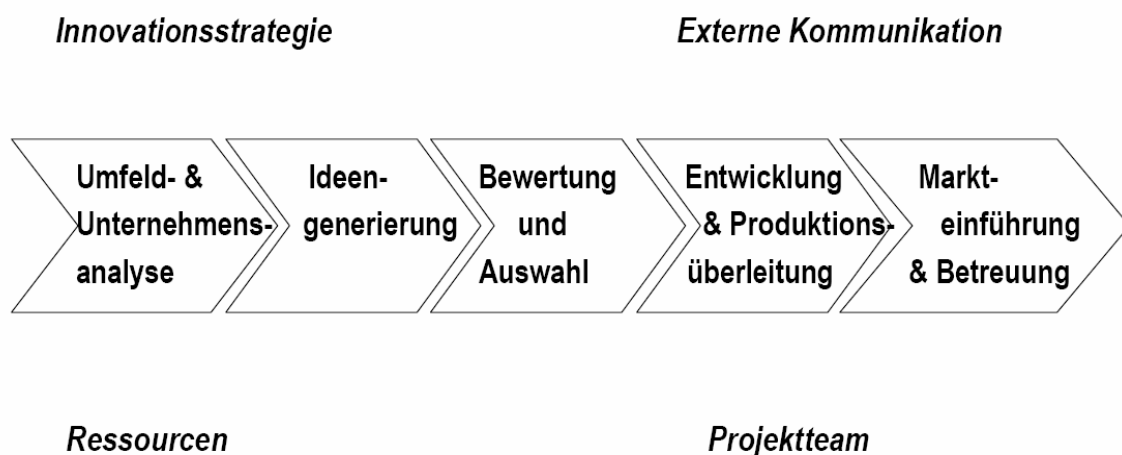 Innovationsstrategie
Externe Kommunikation
Umfeld- &
Unternehmens-
analyse
Ideen-
generierung
Bewertung
und
Auswahl
Entwicklung
& Produktions-
überleitung
Markt-
einführung
& Betreuung
Ressourcen
Projektteam